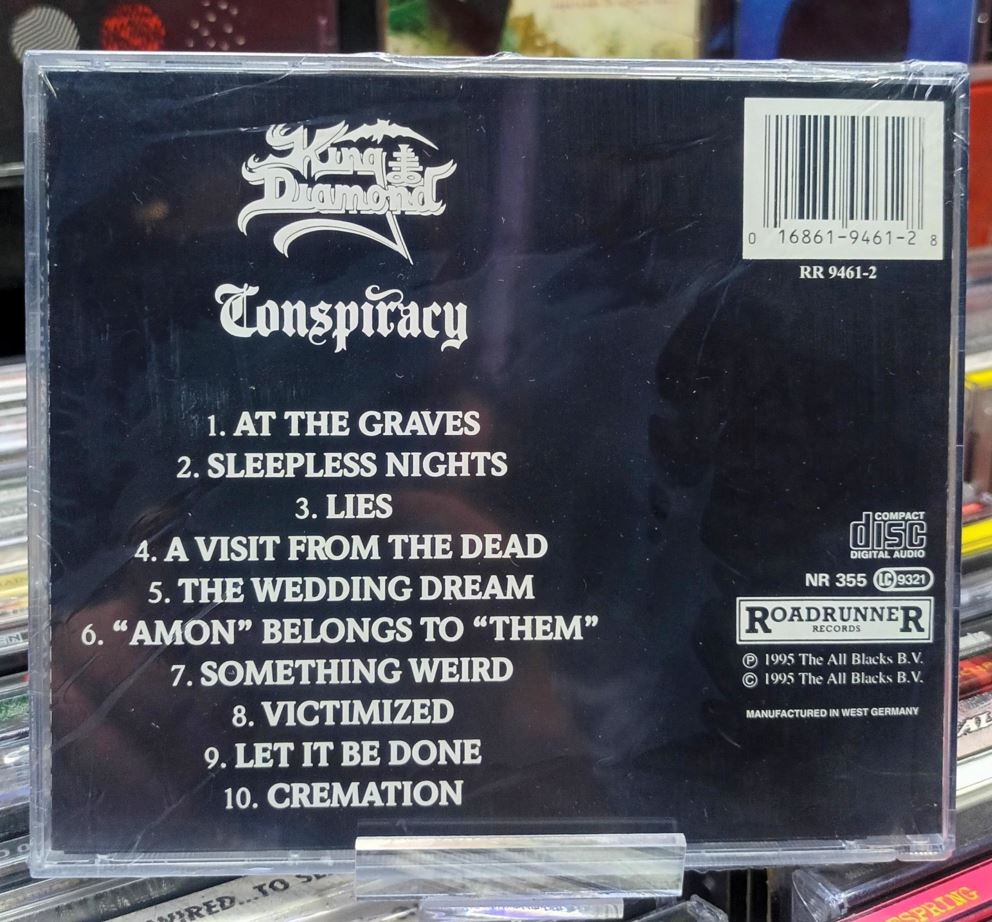 King
Diamond
Conspiracy
1. AT THE GRAVES
2. SLEEPLESS NIGHTS
3. LIES
4. A VISIT FROM THE DEAD
5. THE WEDDING DREAM
6. “AMON” BELONGS TO “THEM”
7. SOMETHING WEIRD
8. VICTIMIZED
9. LET IT BE DONE
10. CREMATION
0 16861-9461-2 8
RR 9461-2
COMPACT
disc
DIGITAL AUDIO
NR 355 LC 9321
ROADRUNNER
RECORDS
℗ 1995 The All Blacks B.V.
© 1995 The All Blacks B.V.
MANUFACTURED IN WEST GERMANY